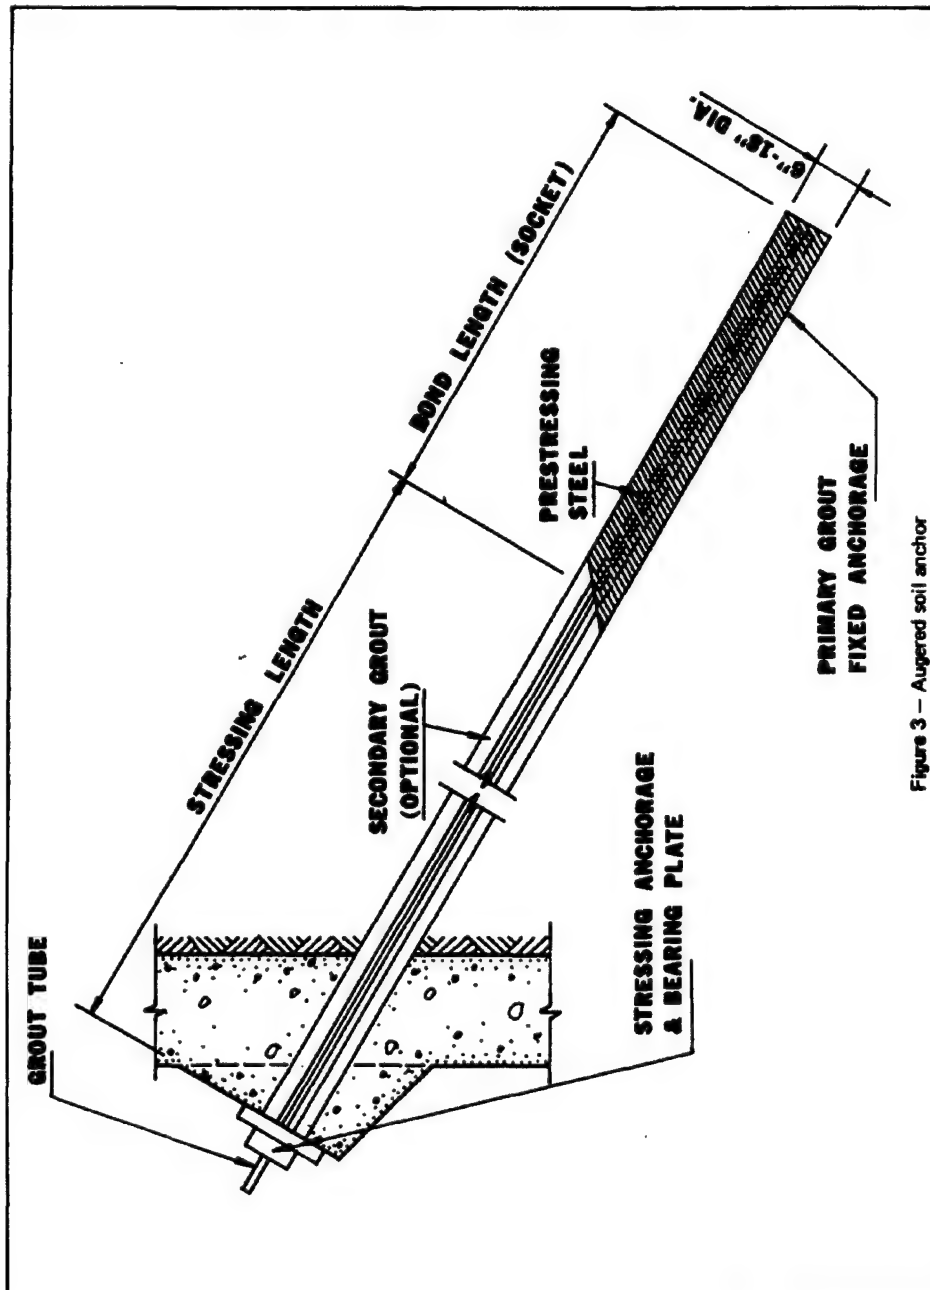 GROUT TUBE
STRESSING LENGTH
BOND LENGTH (SOCKET)
6"-18" DIA.
SECONDARY GROUT
(OPTIONAL)
PRESTRESSING
STEEL
STRESSING ANCHORAGE
& BEARING PLATE
PRIMARY GROUT
FIXED ANCHORAGE
Figure 3 — Augered soil anchor